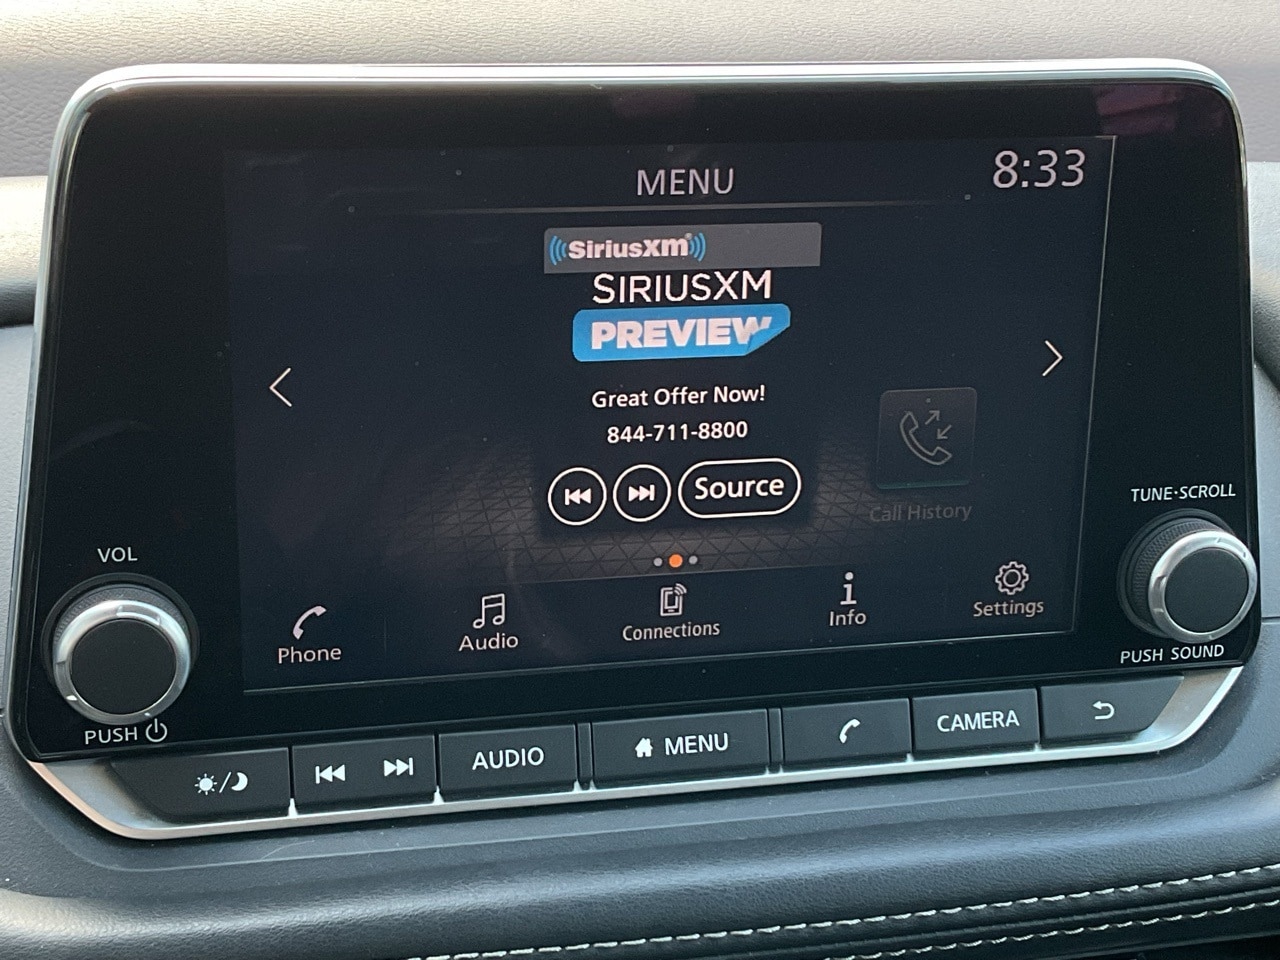 MENU
8:33
SiriusXM
SIRIUSXM
PREVIEW
Great Offer Now!
844-711-8800
Source
Call History
Phone
Audio
Connections
Info
Settings
VOL
PUSH
TUNE·SCROLL
PUSH SOUND
AUDIO
MENU
CAMERA